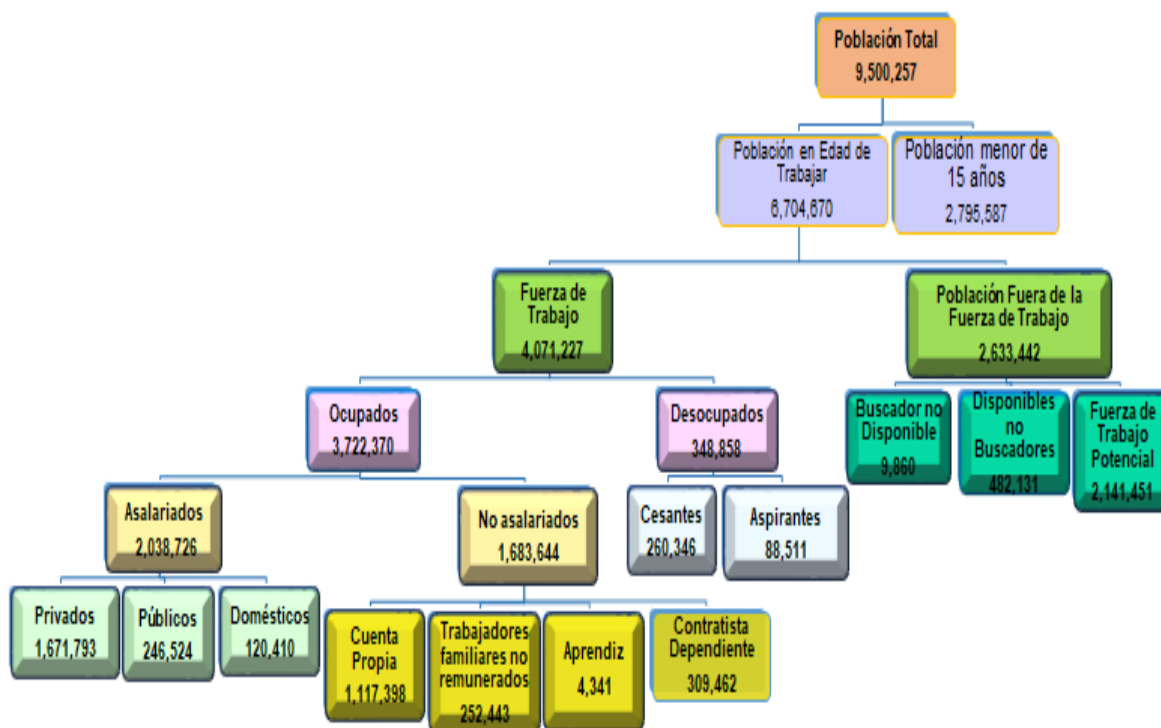 Población Total
9,500,257
Población en Edad de
Trabajar
6,704,670
Población menor de
15 años
2,795,587
Fuerza de
Trabajo
4,071,227
Población Fuera de la
Fuerza de Trabajo
2,633,442
Ocupados
3,722,370
Desocupados
348,858
Buscador no
Disponible
9,860
Disponibles
no
Buscadores
482,131
Fuerza de
Trabajo
Potencial
2,141,451
Asalariados
2,038,726
No asalariados
1,683,644
Cesantes
260,346
Aspirantes
88,511
Privados
1,671,793
Públicos
246,524
Domésticos
120,410
Cuenta
Propia
1,117,398
Trabajadores
familiares no
remunerados
252,443
Aprendiz
4,341
Contratista
Dependiente
309,462